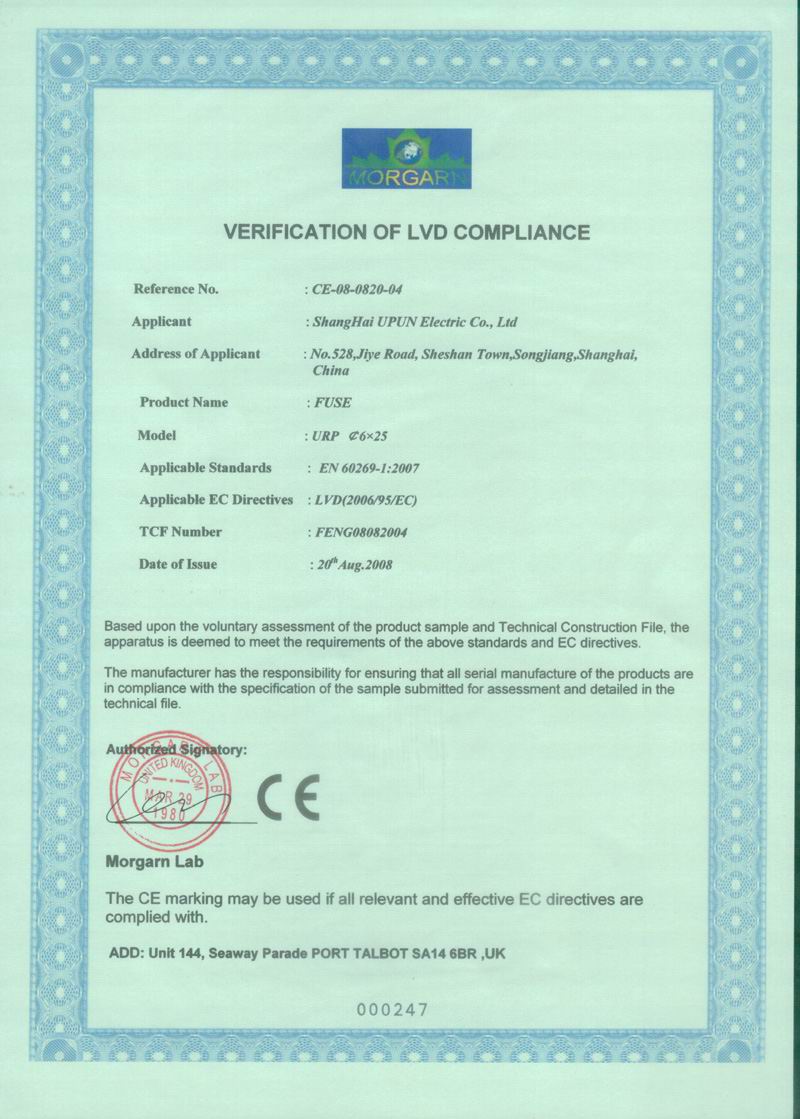 MORGARN
VERIFICATION OF LVD COMPLIANCE
Reference No. : CE-08-0820-04
Applicant : ShangHai UPUN Electric Co., Ltd
Address of Applicant : No.528,Jiye Road, Sheshan Town,Songjiang,Shanghai,
China
Product Name : FUSE
Model : URP ⌀6×25
Applicable Standards : EN 60269-1:2007
Applicable EC Directives : LVD(2006/95/EC)
TCF Number : FENG08082004
Date of Issue : 20th Aug.2008
Based upon the voluntary assessment of the product sample and Technical Construction File, the
apparatus is deemed to meet the requirements of the above standards and EC directives.
The manufacturer has the responsibility for ensuring that all serial manufacture of the products are
in compliance with the specification of the sample submitted for assessment and detailed in the
technical file.
Authorized Signatory:
MORGAR LAB
UNITED KINGDOM
MAR 29
1980
CE
Morgarn Lab
The CE marking may be used if all relevant and effective EC directives are
complied with.
ADD: Unit 144, Seaway Parade PORT TALBOT SA14 6BR ,UK
000247